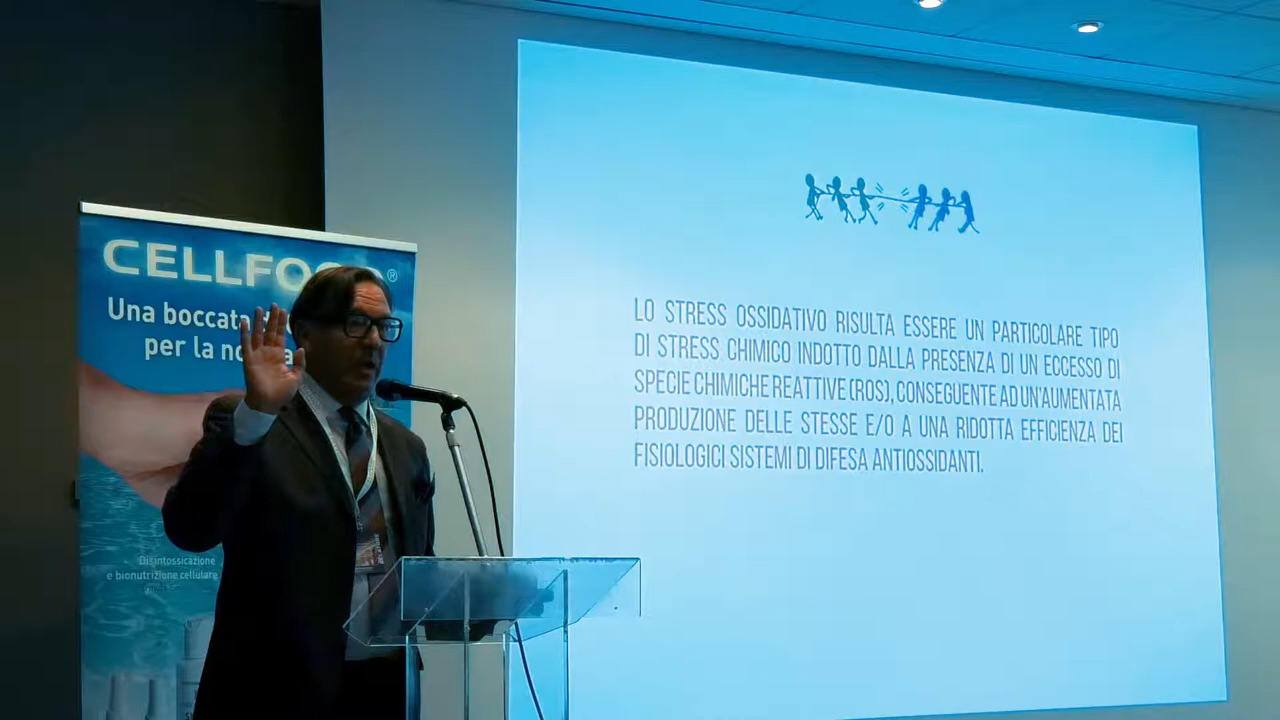 CELLFOOD®
Una boccata
per la
Disintossicazione
e bionutrizione cellulare
LO STRESS OSSIDATIVO RISULTA ESSERE UN PARTICOLARE TIPO
DI STRESS CHIMICO INDOTTO DALLA PRESENZA DI UN ECCESSO DI
SPECIE CHIMICHE REATTIVE (ROS), CONSEGUENTE AD UN'AUMENTATA
PRODUZIONE DELLE STESSE E/O A UNA RIDOTTA EFFICIENZA DEI
FISIOLOGICI SISTEMI DI DIFESA ANTIOSSIDANTI.